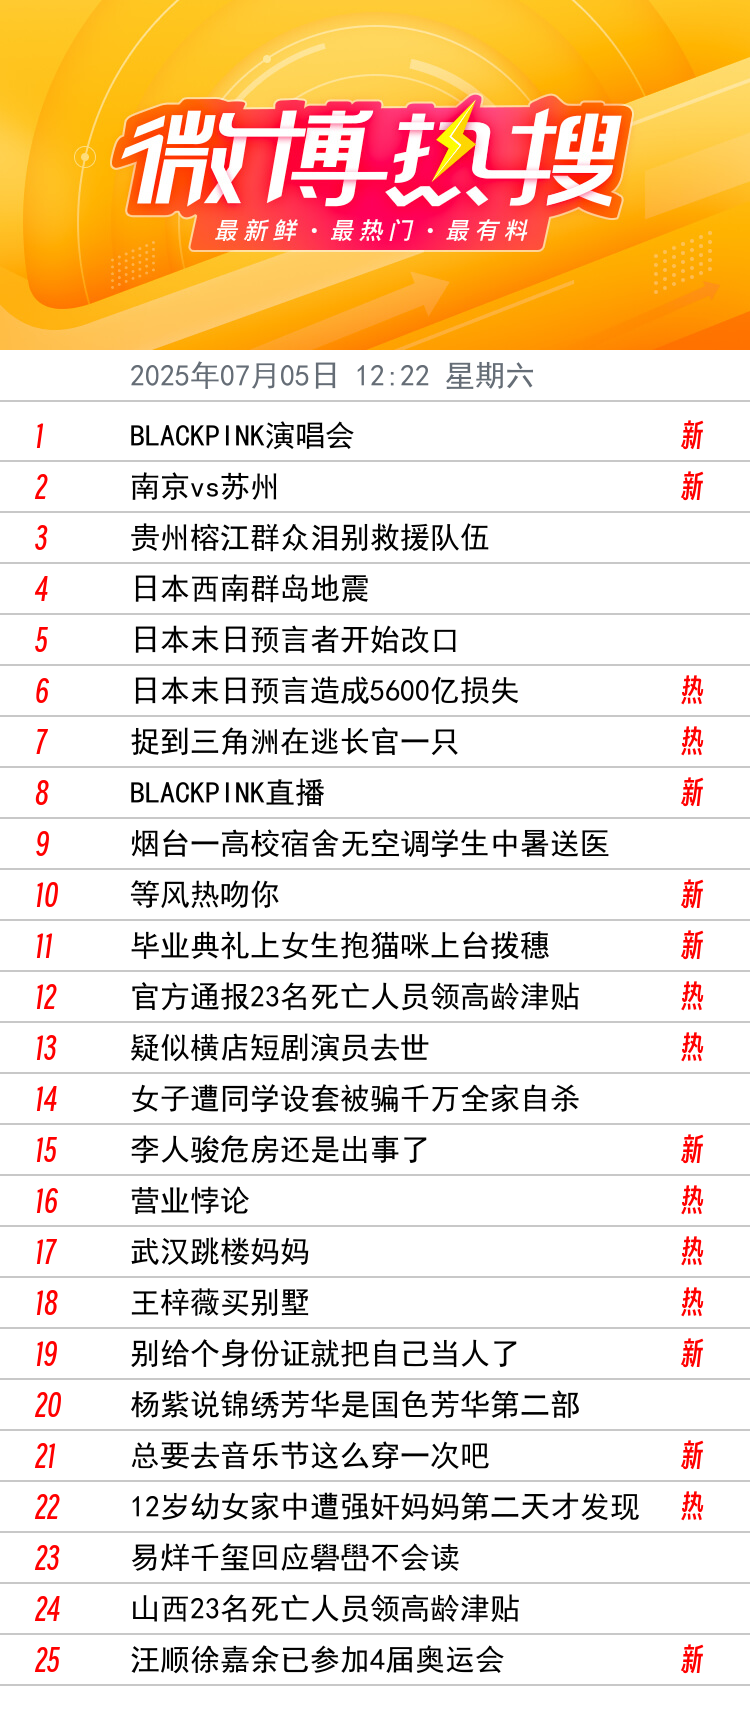 微博热搜
最新鲜·最热门·最有料
2025年07月05日 12:22 星期六
1 BLACKPINK演唱会 新
2 南京vs苏州 新
3 贵州榕江群众泪别救援队伍
4 日本西南群岛地震
5 日本末日预言者开始改口
6 日本末日预言造成5600亿损失 热
7 捉到三角洲在逃长官一只 热
8 BLACKPINK直播 新
9 烟台一高校宿舍无空调学生中暑送医
10 等风热吻你 新
11 毕业典礼上女生抱猫咪上台拨穗 新
12 官方通报23名死亡人员领高龄津贴 热
13 疑似横店短剧演员去世 热
14 女子遭同学设套被骗千万全家自杀
15 李人骏危房还是出事了 新
16 营业悖论 热
17 武汉跳楼妈妈 热
18 王梓薇买别墅 热
19 别给个身份证就把自己当人了 新
20 杨紫说锦绣芳华是国色芳华第二部
21 总要去音乐节这么穿一次吧 新
22 12岁幼女家中遭强奸妈妈第二天才发现 热
23 易烊千玺回应礐嶨不会读
24 山西23名死亡人员领高龄津贴
25 汪顺徐嘉余已参加4届奥运会 新